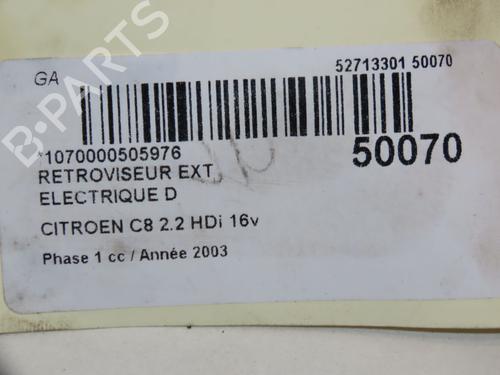 GA
52713301 50070
*1070000505976
50070
RETROVISEUR EXT
ELECTRIQUE D
CITROEN C8 2.2 HDi 16v
Phase 1 cc / Année 2003
B-PARTS